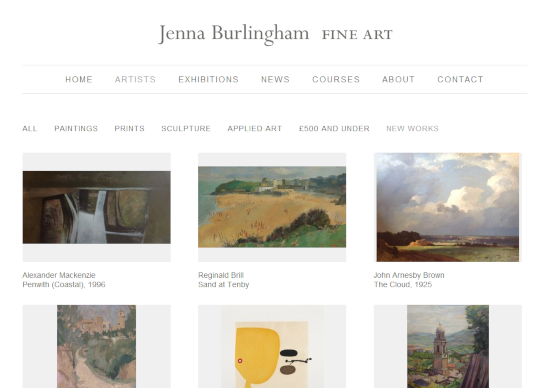 Jenna Burlingham FINE ART
HOME ARTISTS EXHIBITIONS NEWS COURSES ABOUT CONTACT
ALL PAINTINGS PRINTS SCULPTURE APPLIED ART £500 AND UNDER NEW WORKS
Alexander Mackenzie
Penwith (Coastal), 1996
Reginald Brill
Sand at Tenby
John Arnesby Brown
The Cloud, 1925